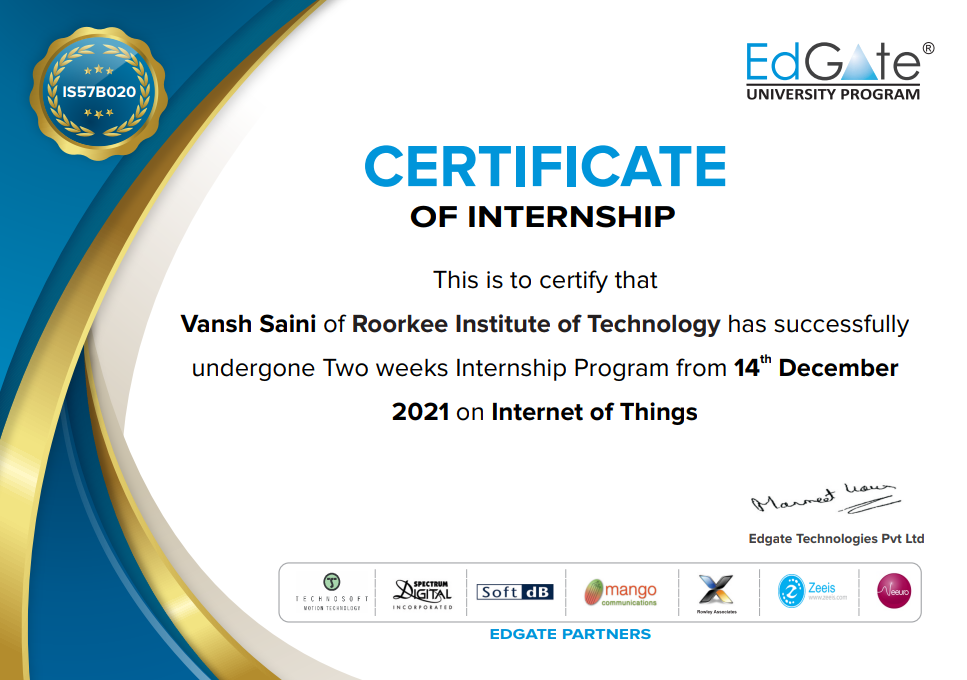 IS57B020
EdGate®
UNIVERSITY PROGRAM
CERTIFICATE
OF INTERNSHIP
This is to certify that
Vansh Saini of Roorkee Institute of Technology has successfully
undergone Two weeks Internship Program from 14th December
2021 on Internet of Things
Edgate Technologies Pvt Ltd
TECHNOSOFT
MOTION TECHNOLOGY
SPECTRUM
DIGITAL
INCORPORATED
Soft dB
mango
communications
Rowley Associates
Zeeis
www.zeeis.com
Neeuro
EDGATE PARTNERS